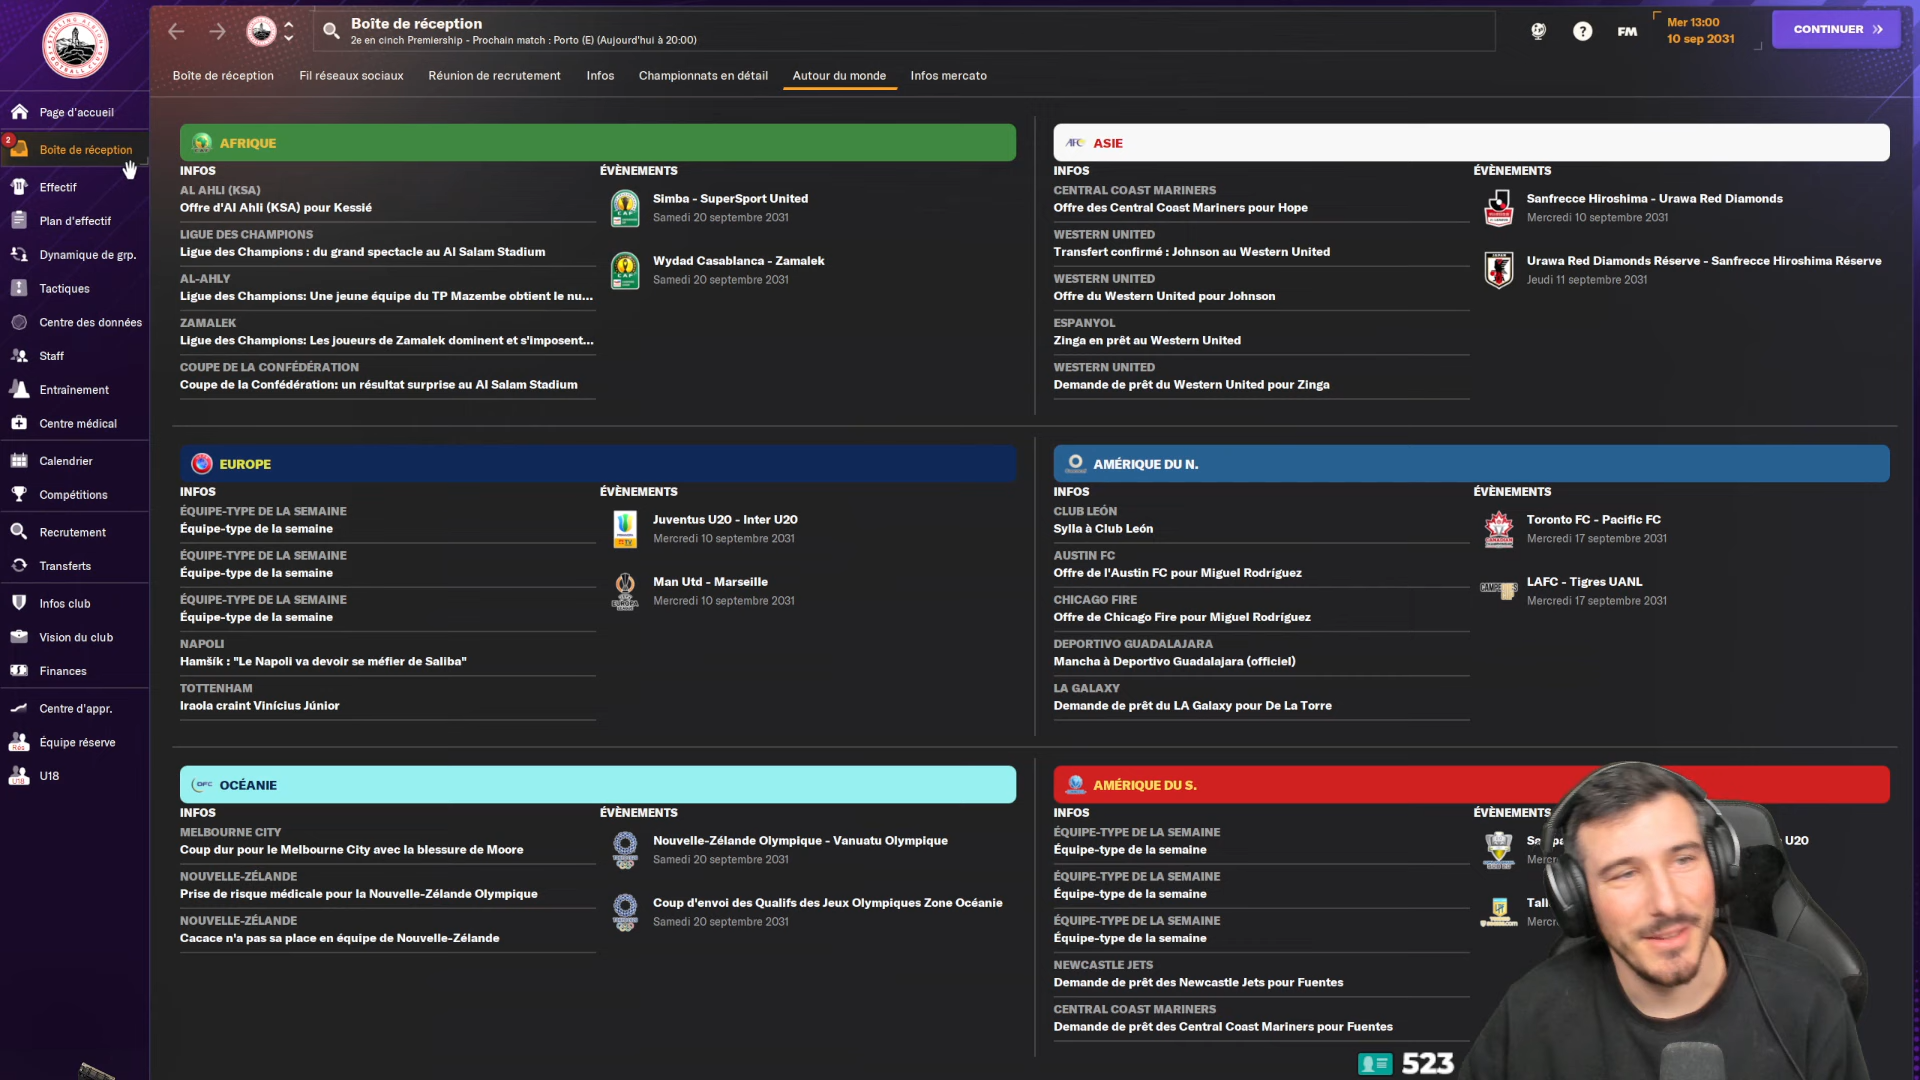 Boîte de réception
2e en cinch Premiership - Prochain match : Porto (E) (Aujourd'hui à 20:00)
FM
Mer 13:00
10 sep 2031
CONTINUER
Boîte de réception
Fil réseaux sociaux
Réunion de recrutement
Infos
Championnats en détail
Autour du monde
Infos mercato
Page d'accueil
2
Boîte de réception
Effectif
Plan d'effectif
Dynamique de grp.
Tactiques
Centre des données
Staff
Entraînement
Centre médical
Calendrier
Compétitions
Recrutement
Transferts
Infos club
Vision du club
Finances
Centre d'appr.
Équipe réserve
U18
AFRIQUE
INFOS
AL AHLI (KSA)
Offre d'Al Ahli (KSA) pour Kessié
LIGUE DES CHAMPIONS
Ligue des Champions : du grand spectacle au Al Salam Stadium
AL-AHLY
Ligue des Champions: Une jeune équipe du TP Mazembe obtient le nu...
ZAMALEK
Ligue des Champions: Les joueurs de Zamalek dominent et s'imposent...
COUPE DE LA CONFÉDÉRATION
Coupe de la Confédération: un résultat surprise au Al Salam Stadium
ÉVÈNEMENTS
Simba - SuperSport United
Samedi 20 septembre 2031
Wydad Casablanca - Zamalek
Samedi 20 septembre 2031
ASIE
INFOS
CENTRAL COAST MARINERS
Offre des Central Coast Mariners pour Hope
WESTERN UNITED
Transfert confirmé : Johnson au Western United
WESTERN UNITED
Offre du Western United pour Johnson
ESPANYOL
Zinga en prêt au Western United
WESTERN UNITED
Demande de prêt du Western United pour Zinga
ÉVÈNEMENTS
Sanfrecce Hiroshima - Urawa Red Diamonds
Mercredi 10 septembre 2031
Urawa Red Diamonds Réserve - Sanfrecce Hiroshima Réserve
Jeudi 11 septembre 2031
EUROPE
INFOS
ÉQUIPE-TYPE DE LA SEMAINE
Équipe-type de la semaine
ÉQUIPE-TYPE DE LA SEMAINE
Équipe-type de la semaine
ÉQUIPE-TYPE DE LA SEMAINE
Équipe-type de la semaine
NAPOLI
Hamšík : "Le Napoli va devoir se méfier de Saliba"
TOTTENHAM
Iraola craint Vinícius Júnior
ÉVÈNEMENTS
Juventus U20 - Inter U20
Mercredi 10 septembre 2031
Man Utd - Marseille
Mercredi 10 septembre 2031
AMÉRIQUE DU N.
INFOS
CLUB LEÓN
Sylla à Club León
AUSTIN FC
Offre de l'Austin FC pour Miguel Rodríguez
CHICAGO FIRE
Offre de Chicago Fire pour Miguel Rodríguez
DEPORTIVO GUADALAJARA
Mancha à Deportivo Guadalajara (officiel)
LA GALAXY
Demande de prêt du LA Galaxy pour De La Torre
ÉVÈNEMENTS
Toronto FC - Pacific FC
Mercredi 17 septembre 2031
LAFC - Tigres UANL
Mercredi 17 septembre 2031
OCÉANIE
INFOS
MELBOURNE CITY
Coup dur pour le Melbourne City avec la blessure de Moore
NOUVELLE-ZÉLANDE
Prise de risque médicale pour la Nouvelle-Zélande Olympique
NOUVELLE-ZÉLANDE
Cacace n'a pas sa place en équipe de Nouvelle-Zélande
ÉVÈNEMENTS
Nouvelle-Zélande Olympique - Vanuatu Olympique
Samedi 20 septembre 2031
Coup d'envoi des Qualifs des Jeux Olympiques Zone Océanie
Samedi 20 septembre 2031
AMÉRIQUE DU S.
INFOS
ÉQUIPE-TYPE DE LA SEMAINE
Équipe-type de la semaine
ÉQUIPE-TYPE DE LA SEMAINE
Équipe-type de la semaine
ÉQUIPE-TYPE DE LA SEMAINE
Équipe-type de la semaine
NEWCASTLE JETS
Demande de prêt des Newcastle Jets pour Fuentes
CENTRAL COAST MARINERS
Demande de prêt des Central Coast Mariners pour Fuentes
ÉVÈNEMENTS
U20
523